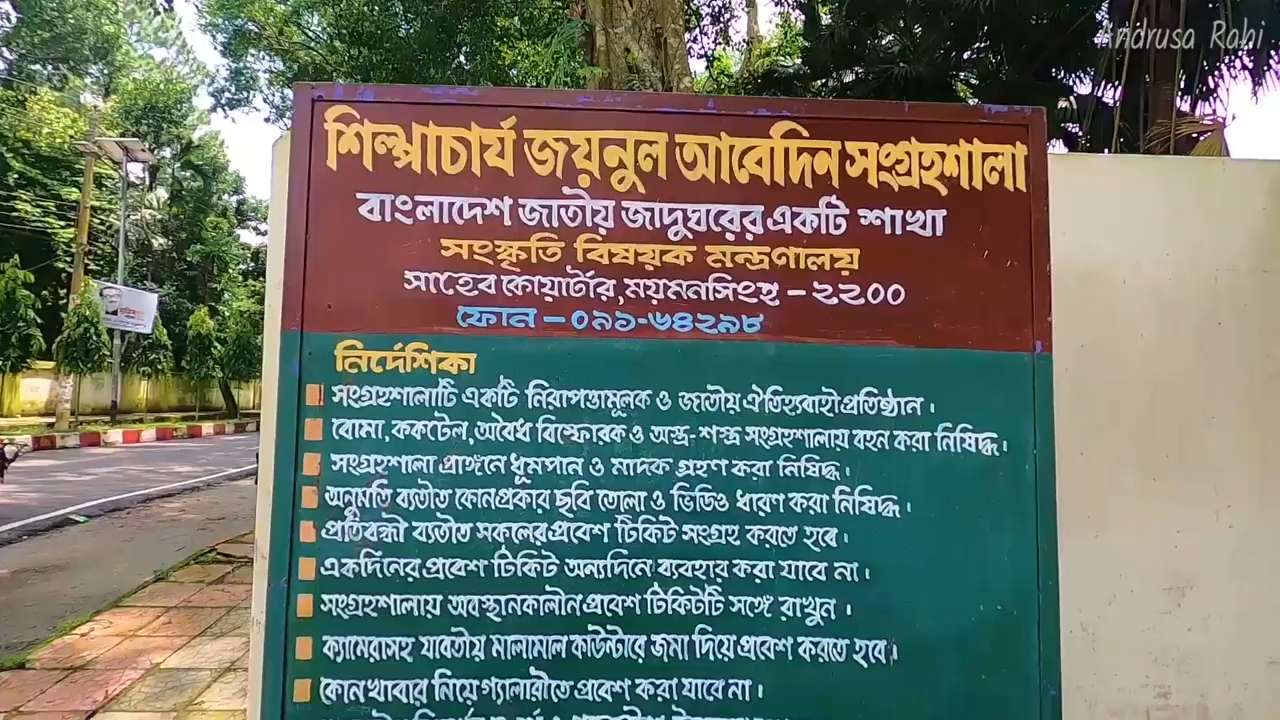 Andrusa Rahi
শিল্পাচার্য জয়নুল আবেদিন সংগ্রহশালা
বাংলাদেশ জাতীয় জাদুঘরের একটি শাখা
সংস্কৃতি বিষয়ক মন্ত্রণালয়
সাহেব কোয়ার্টার, ময়মনসিংহ - ২২০০
ফোন - ০৯১-৬৪২৯৮
নির্দেশিকা
সংগ্রহশালাটি একটি নিরাপত্তামূলক ও জাতীয় ঐতিহ্যবাহী প্রতিষ্ঠান।
বোমা, ককটেল, অবৈধ বিস্ফোরক ও অস্ত্র-শস্ত্র সংগ্রহশালায় বহন করা নিষিদ্ধ।
সংগ্রহশালা প্রাঙ্গনে ধূমপান ও মাদক গ্রহণ করা নিষিদ্ধ।
অনুমতি ব্যতীত কোনপ্রকার ছবি তোলা ও ভিডিও ধারণ করা নিষিদ্ধ।
প্রতিবন্ধী ব্যতীত সকলের প্রবেশ টিকিট সংগ্রহ করতে হবে।
একদিনের প্রবেশ টিকিট অন্যদিনে ব্যবহার করা যাবে না।
সংগ্রহশালায় অবস্থানকালীন প্রবেশ টিকিটটি সঙ্গে রাখুন।
ক্যামেরাসহ যাবতীয় মালামাল কাউন্টারে জমা দিয়ে প্রবেশ করতে হবে।
কোন খাবার নিয়ে গ্যালারীতে প্রবেশ করা যাবে না।